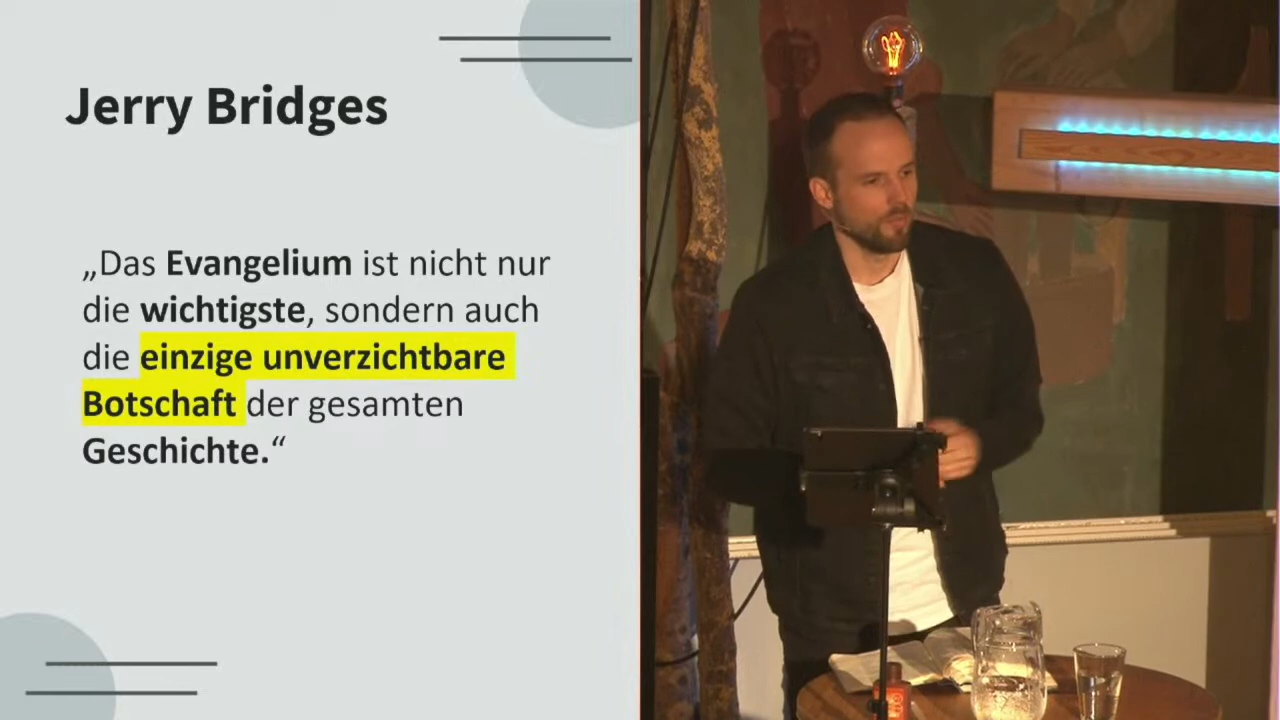 Jerry Bridges
„Das Evangelium ist nicht nur
die wichtigste, sondern auch
die einzige unverzichtbare
Botschaft der gesamten
Geschichte.“